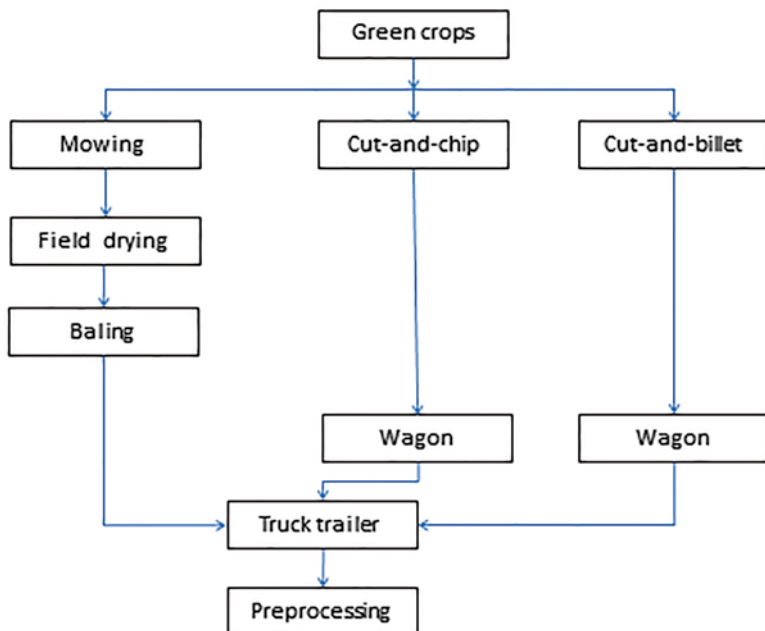 Green crops
Mowing
Cut-and-chip
Cut-and-billet
Field drying
Baling
Wagon
Wagon
Truck trailer
Preprocessing